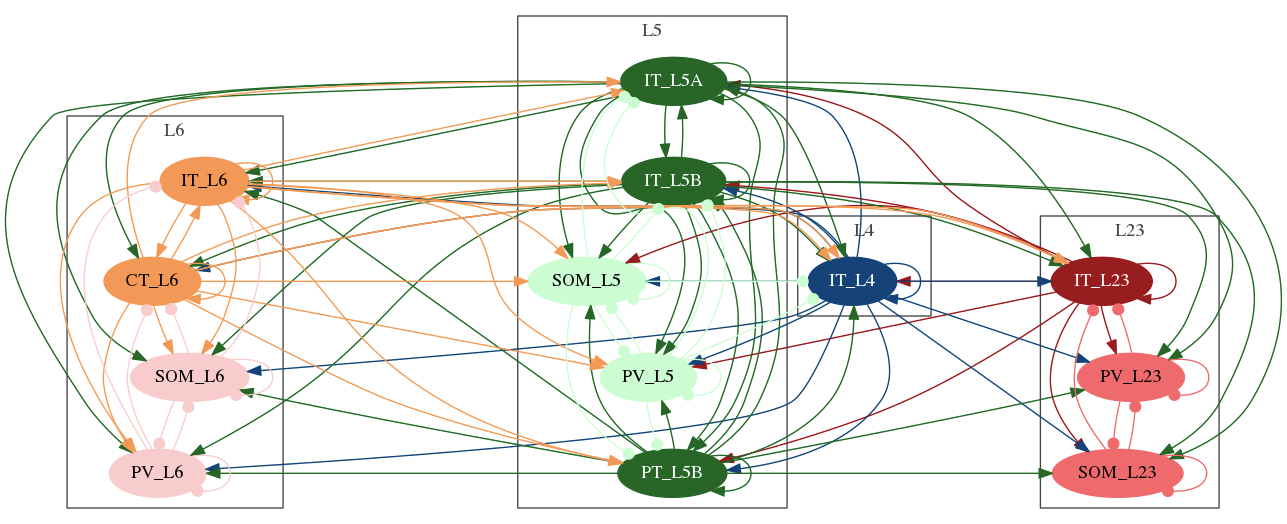 L5
IT_L5A
L6
IT_L6
IT_L5B
L4
L23
CT_L6
SOM_L5
IT_L4
IT_L23
SOM_L6
PV_L5
PV_L23
PV_L6
PT_L5B
SOM_L23